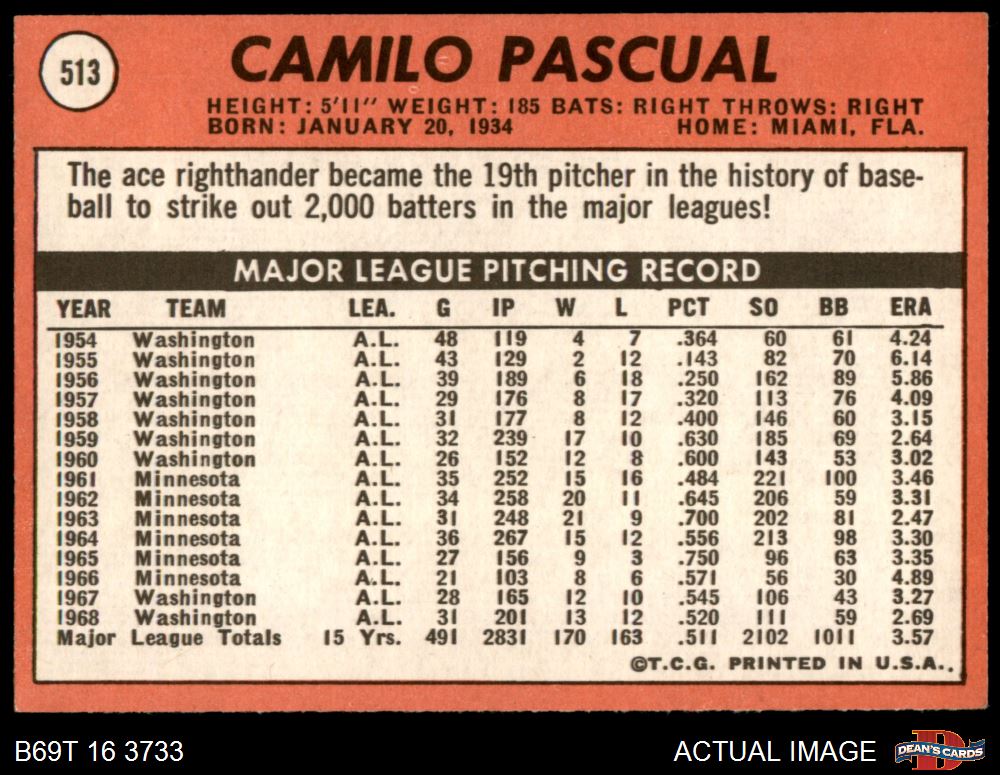 513
CAMILO PASCUAL
HEIGHT: 5'11" WEIGHT: 185 BATS: RIGHT THROWS: RIGHT
BORN: JANUARY 20, 1934 HOME: MIAMI, FLA.
The ace righthander became the 19th pitcher in the history of base-
ball to strike out 2,000 batters in the major leagues!
MAJOR LEAGUE PITCHING RECORD
YEAR TEAM LEA. G IP W L PCT SO BB ERA
1954 Washington A.L. 48 119 4 7 .364 60 61 4.24
1955 Washington A.L. 43 129 2 12 .143 82 70 6.14
1956 Washington A.L. 39 189 6 18 .250 162 89 5.86
1957 Washington A.L. 29 176 8 17 .320 113 76 4.09
1958 Washington A.L. 31 177 8 12 .400 146 60 3.15
1959 Washington A.L. 32 239 17 10 .630 185 69 2.64
1960 Washington A.L. 26 152 12 8 .600 143 53 3.02
1961 Minnesota A.L. 35 252 15 16 .484 221 100 3.46
1962 Minnesota A.L. 34 258 20 11 .645 206 59 3.31
1963 Minnesota A.L. 31 248 21 9 .700 202 81 2.47
1964 Minnesota A.L. 36 267 15 12 .556 213 98 3.30
1965 Minnesota A.L. 27 156 9 3 .750 96 63 3.35
1966 Minnesota A.L. 21 103 8 6 .571 56 30 4.89
1967 Washington A.L. 28 165 12 10 .545 106 43 3.27
1968 Washington A.L. 31 201 13 12 .520 111 59 2.69
Major League Totals 15 Yrs. 491 2831 170 163 .511 2102 1011 3.57
©T.C.G. PRINTED IN U.S.A..
B69T 16 3733 ACTUAL IMAGE DEAN'S CARDS